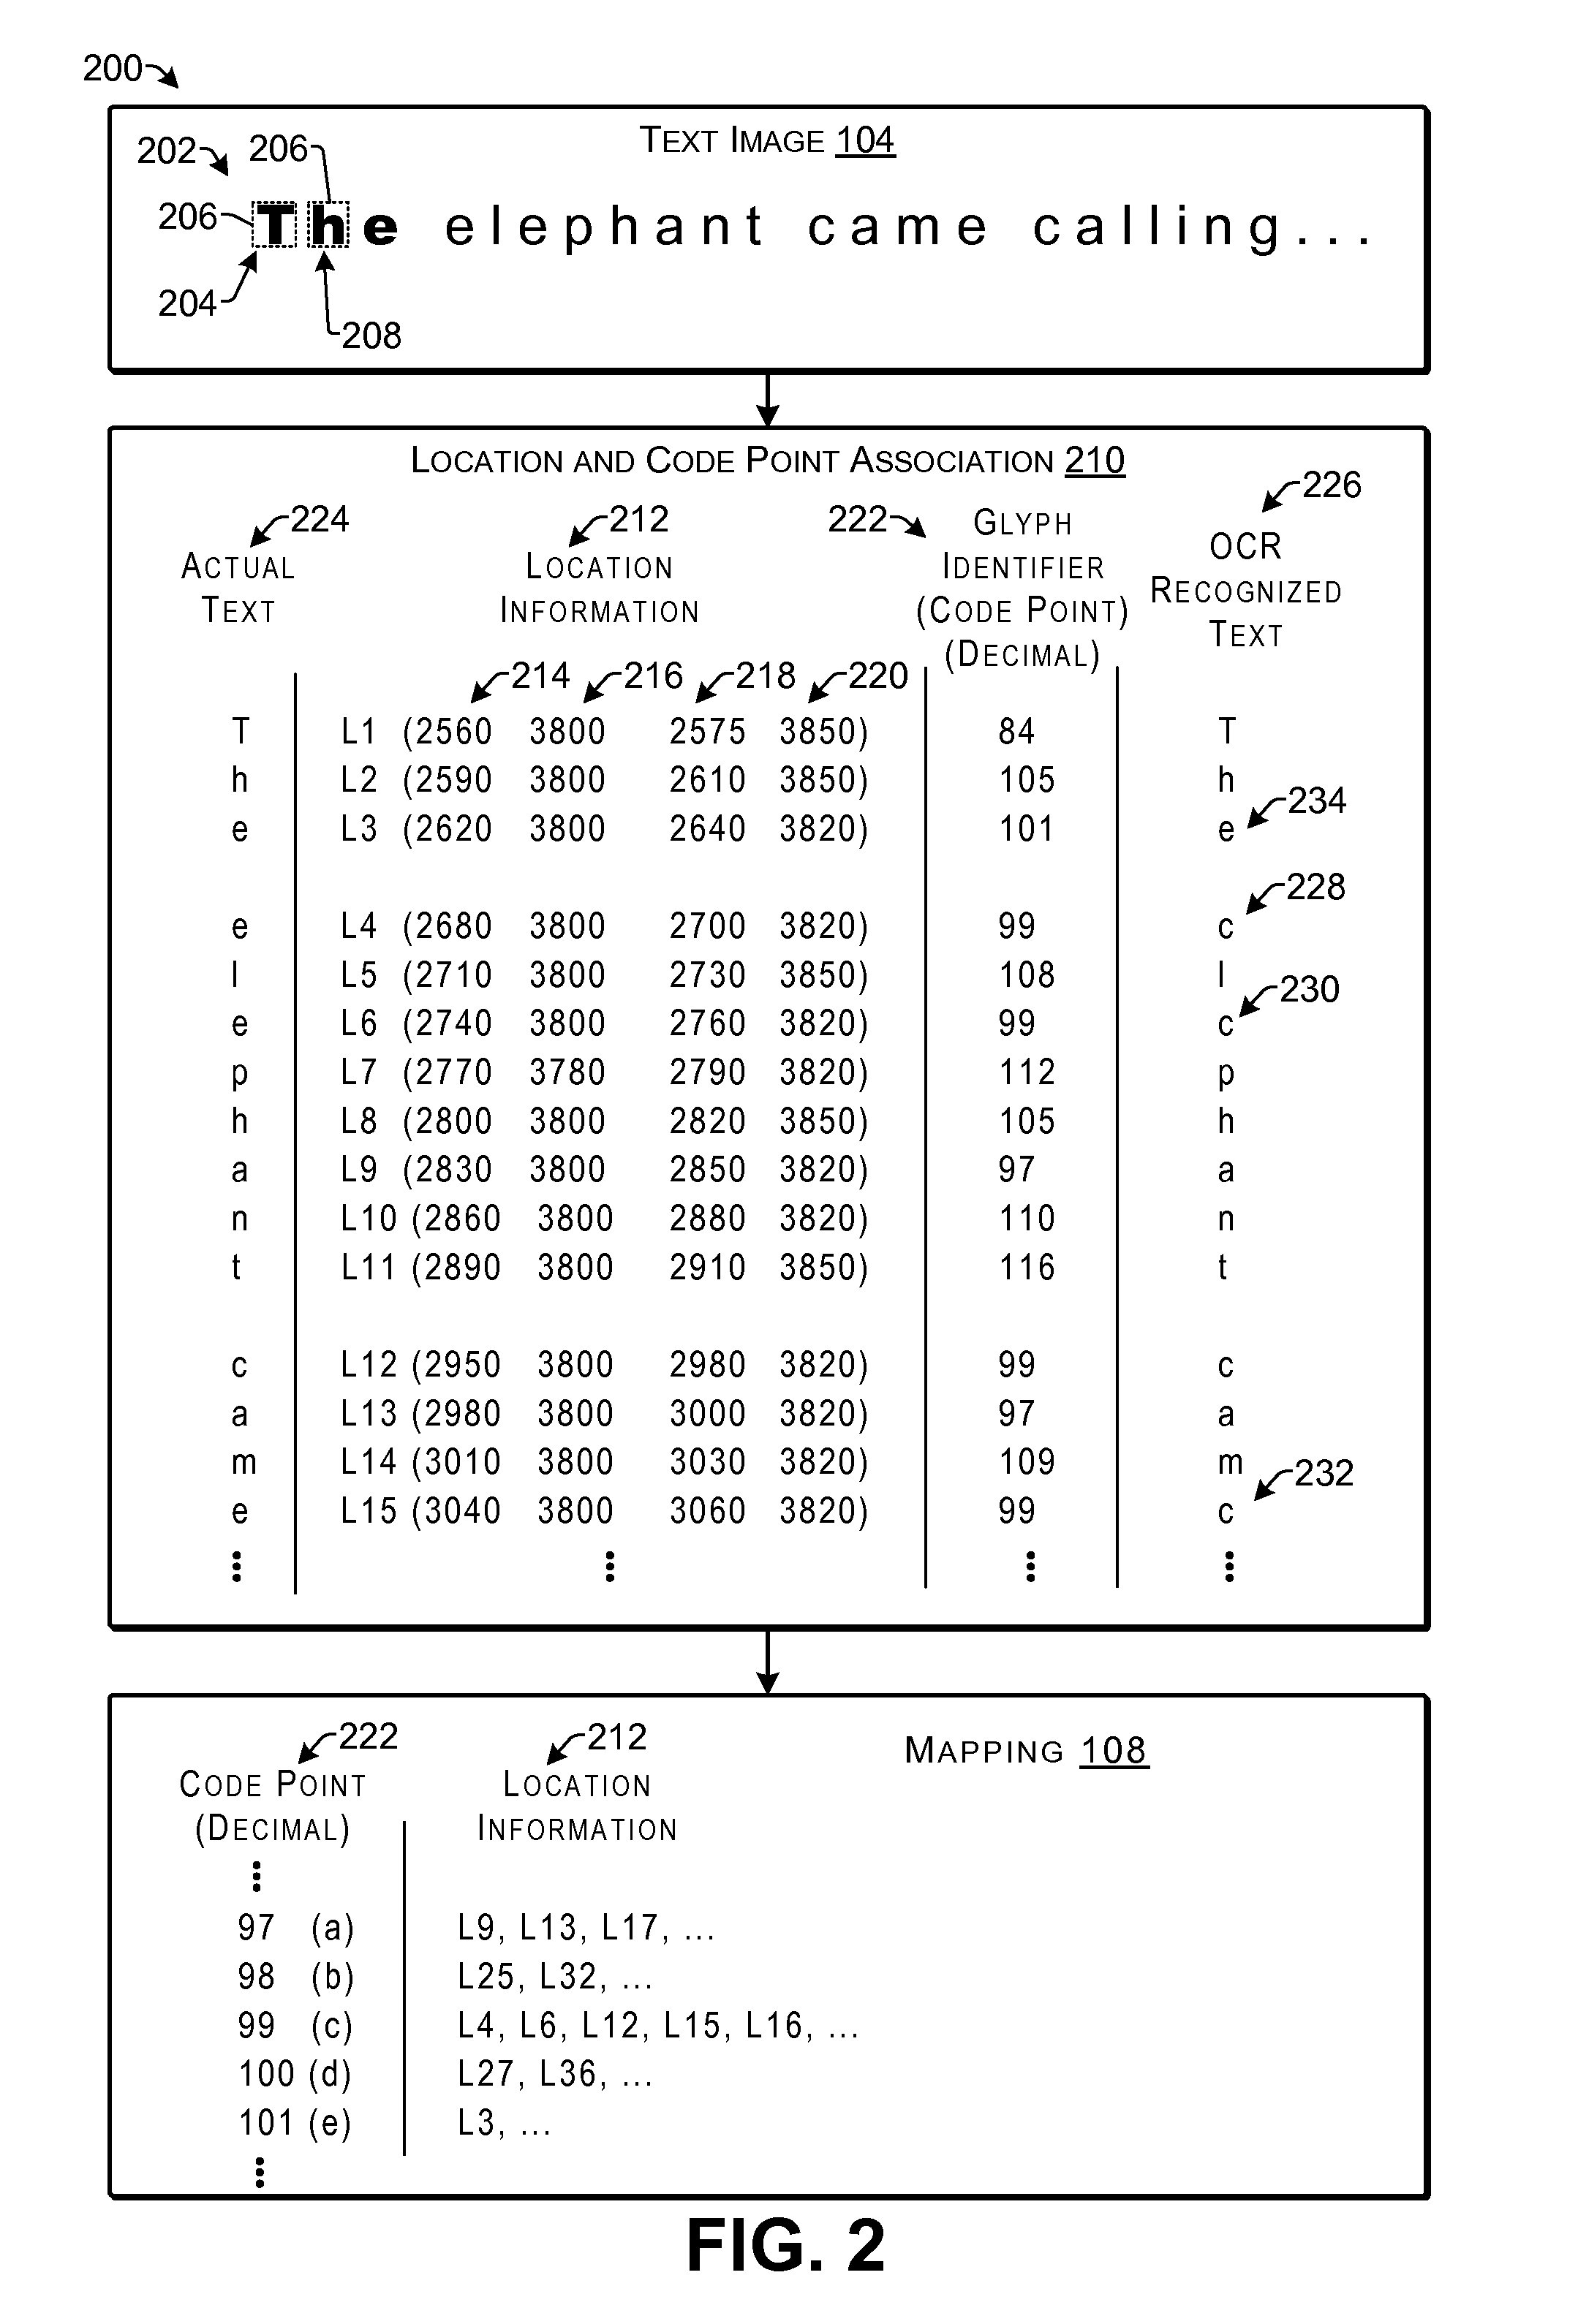 200
TEXT IMAGE 104
202
206
206
The elephant came calling...
204
208
LOCATION AND CODE POINT ASSOCIATION 210
224
212
222
226
ACTUAL TEXT
LOCATION INFORMATION
GLYPH IDENTIFIER (CODE POINT) (DECIMAL)
OCR RECOGNIZED TEXT
214 216 218 220
T L1 (2560 3800 2575 3850) 84 T
h L2 (2590 3800 2610 3850) 105 h
234
e L3 (2620 3800 2640 3820) 101 e
228
e L4 (2680 3800 2700 3820) 99 c
l L5 (2710 3800 2730 3850) 108 l
230
e L6 (2740 3800 2760 3820) 99 c
p L7 (2770 3780 2790 3820) 112 p
h L8 (2800 3800 2820 3850) 105 h
a L9 (2830 3800 2850 3820) 97 a
n L10 (2860 3800 2880 3820) 110 n
t L11 (2890 3800 2910 3850) 116 t
c L12 (2950 3800 2980 3820) 99 c
a L13 (2980 3800 3000 3820) 97 a
m L14 (3010 3800 3030 3820) 109 m
232
e L15 (3040 3800 3060 3820) 99 c
222
212
MAPPING 108
CODE POINT (DECIMAL)
LOCATION INFORMATION
97 (a) L9, L13, L17, ...
98 (b) L25, L32, ...
99 (c) L4, L6, L12, L15, L16, ...
100 (d) L27, L36, ...
101 (e) L3, ...
FIG. 2